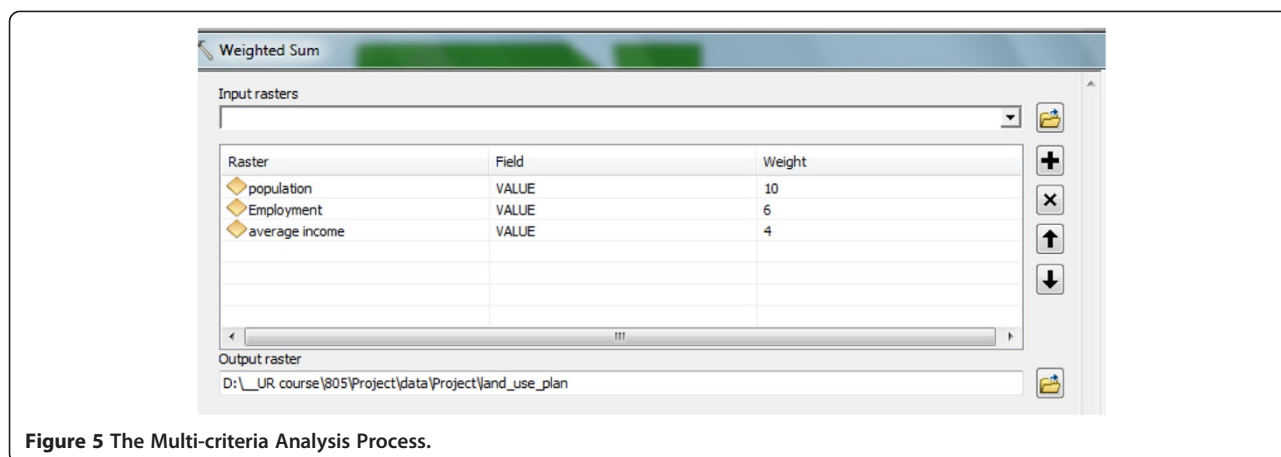 Weighted Sum
Input rasters
Raster Field Weight
population VALUE 10
Employment VALUE 6
average income VALUE 4
Output raster
D:\__UR course\805\Project\data\Project\land_use_plan
Figure 5 The Multi-criteria Analysis Process.